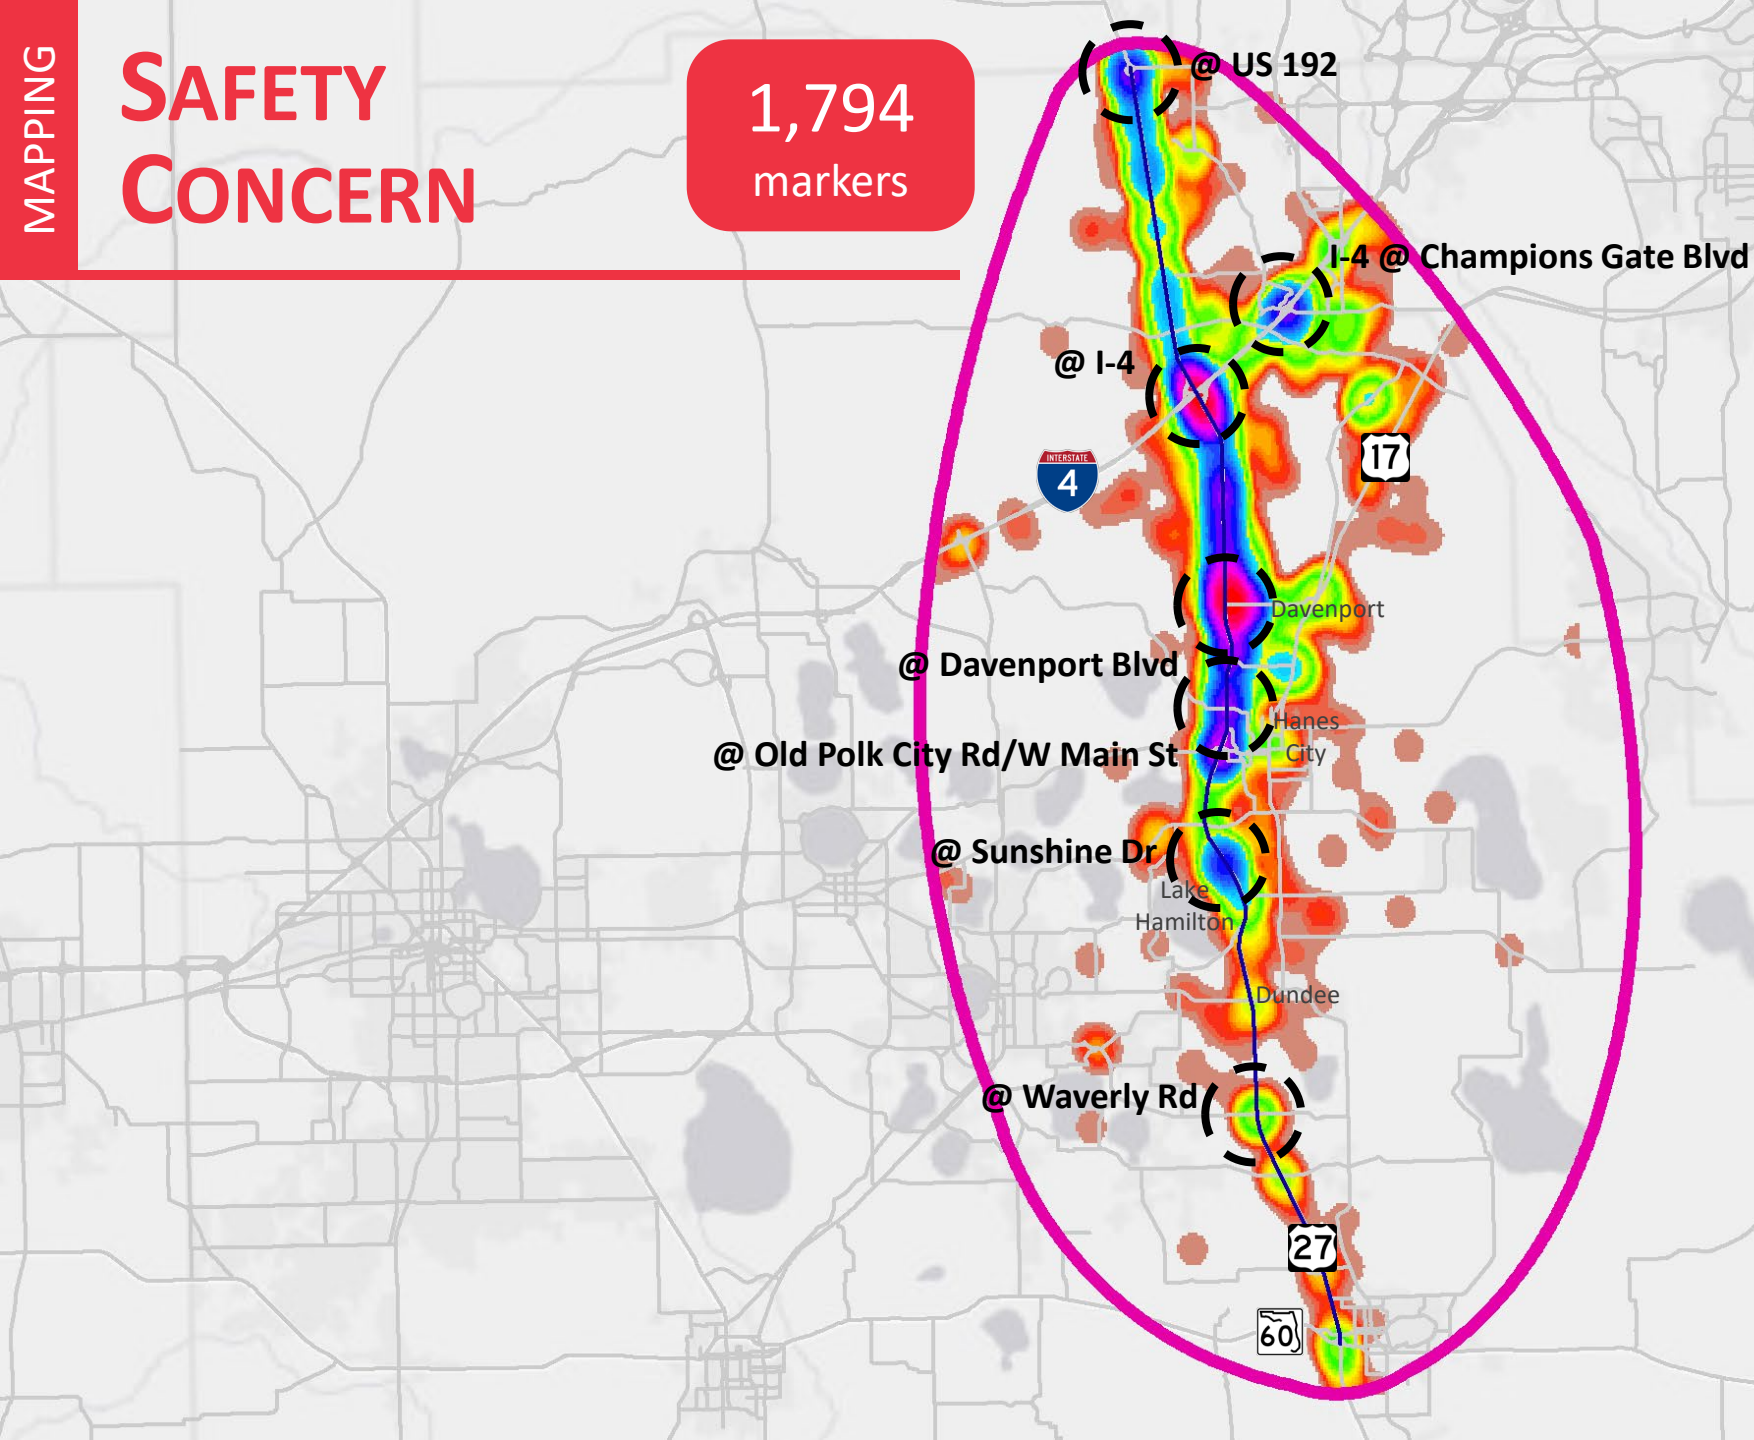 MAPPING
SAFETY
CONCERN
1,794
markers
@ US 192
I-4 @ Champions Gate Blvd
@ I-4
INTERSTATE
4
17
Davenport
@ Davenport Blvd
Hanes
City
@ Old Polk City Rd/W Main St
@ Sunshine Dr
Lake
Hamilton
Dundee
@ Waverly Rd
27
60